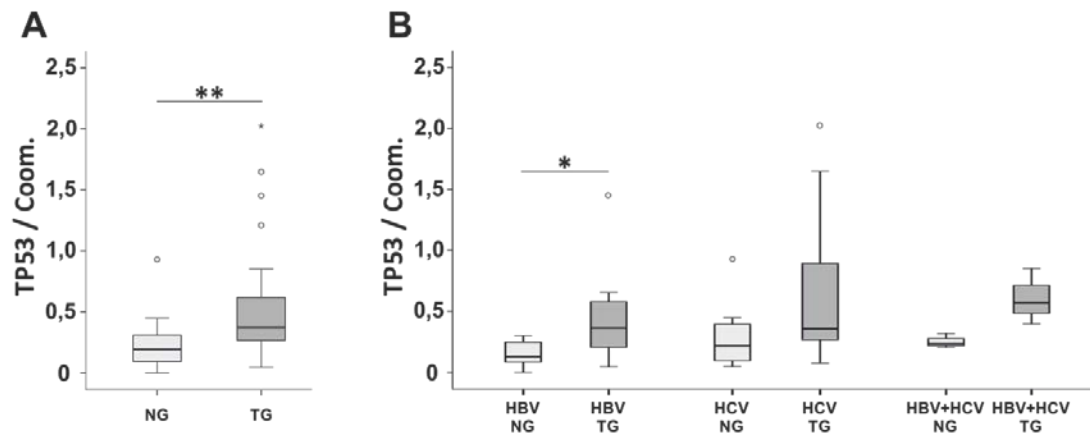 A
TP53 / Coom.
2,5
2,0
1,5
1,0
0,5
0
**
NG
TG
B
TP53 / Coom.
2,5
2,0
1,5
1,0
0,5
0
*
HBV HBV HCV HCV HBV+HCV HBV+HCV
NG TG NG TG NG TG